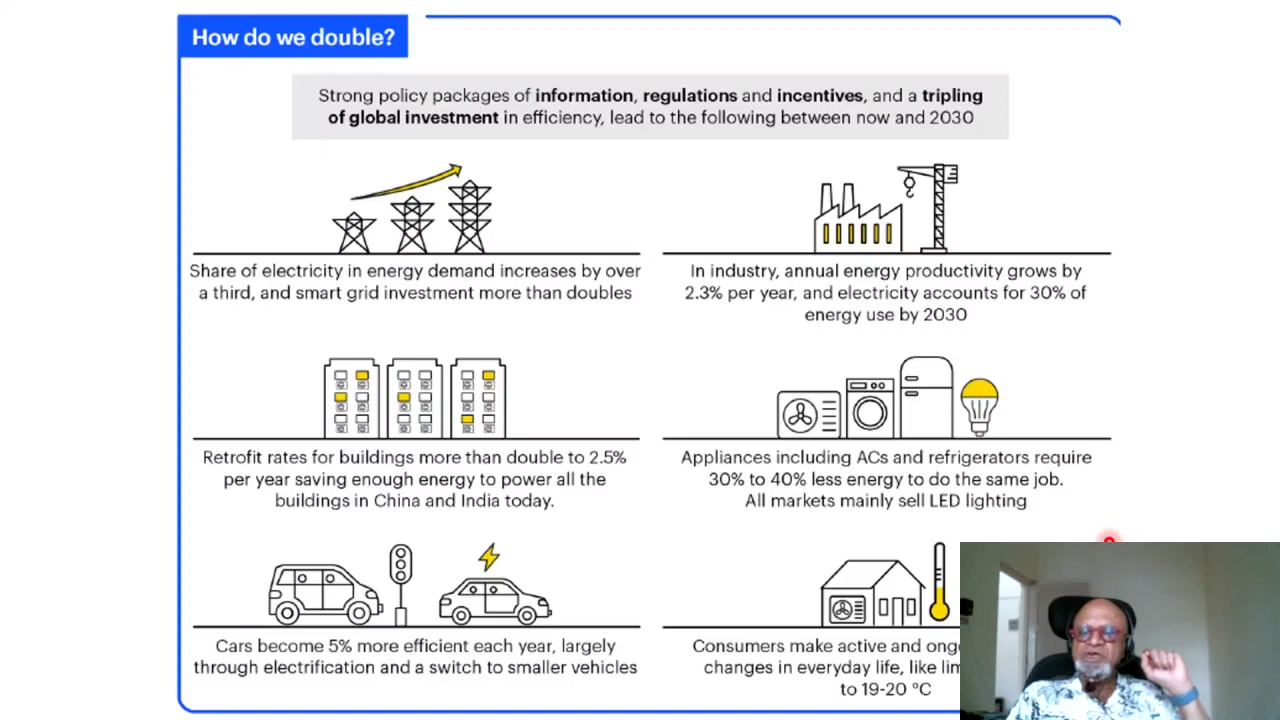 How do we double?
Strong policy packages of information, regulations and incentives, and a tripling
of global investment in efficiency, lead to the following between now and 2030
Share of electricity in energy demand increases by over
a third, and smart grid investment more than doubles
In industry, annual energy productivity grows by
2.3% per year, and electricity accounts for 30% of
energy use by 2030
Retrofit rates for buildings more than double to 2.5%
per year saving enough energy to power all the
buildings in China and India today.
Appliances including ACs and refrigerators require
30% to 40% less energy to do the same job.
All markets mainly sell LED lighting
Cars become 5% more efficient each year, largely
through electrification and a switch to smaller vehicles
Consumers make active and
changes in everyday life, like
to 19-20 °C